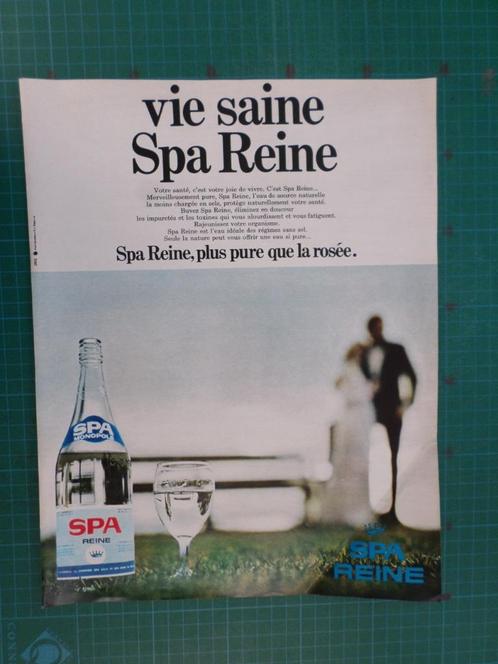 vie saine
Spa Reine
Votre santé, c'est votre joie de vivre. C'est Spa Reine...
Merveilleusement pure, Spa Reine, l'eau de source naturelle
la moins chargée en sels, protège naturellement votre santé.
Buvez Spa Reine, éliminez en douceur
les impuretés et les toxines qui vous alourdissent et vous fatiguent.
Rajeunissez votre organisme.
Spa Reine est l'eau idéale des régimes sans sel.
Seule la nature peut vous offrir une eau si pure...
Spa Reine, plus pure que la rosée.
SPA
MONOPOLE
SPA
REINE
SPA
REINE